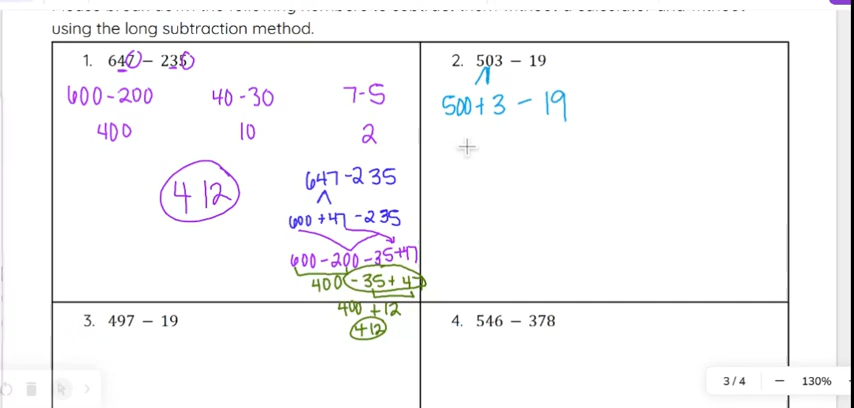 using the long subtraction method.
1. 647 − 235
600-200 40-30 7-5
400 10 2
412
647-235
600+47-235
600-200-35+47
400-35+47
400+12
412
2. 503 − 19
500+3-19
3. 497 − 19
4. 546 − 378
3/4 − 130%